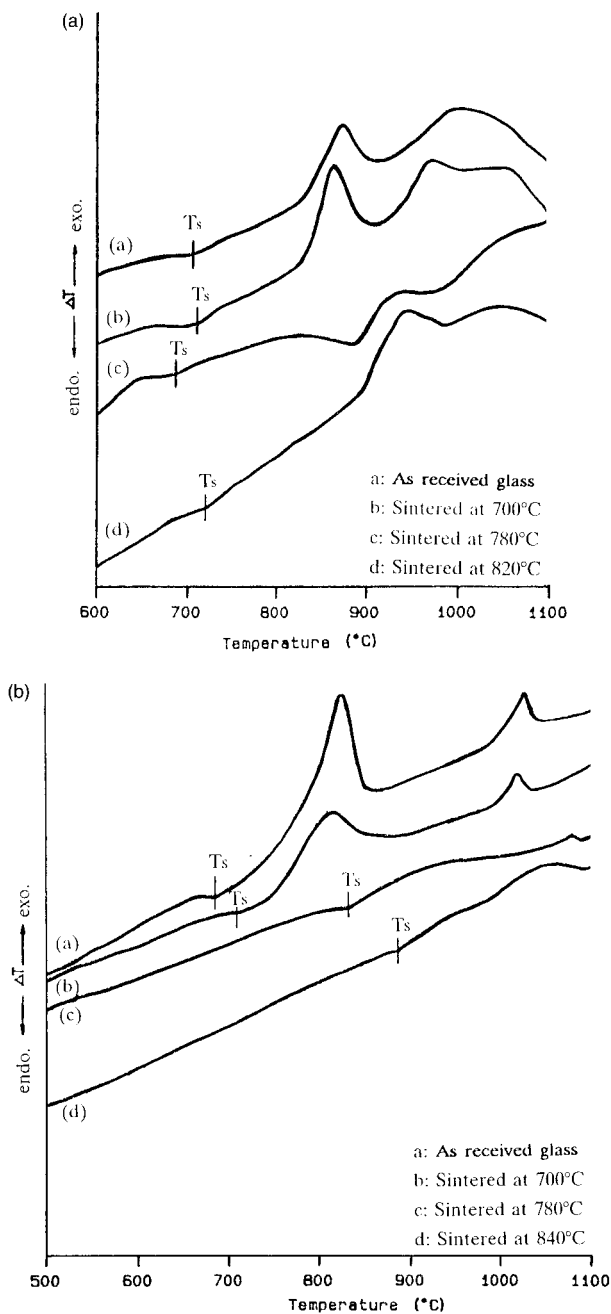 (a)
endo. ← ΔT → exo.
Ts
(a)
Ts
(b)
Ts
(c)
Ts
(d)
a: As received glass
b: Sintered at 700°C
c: Sintered at 780°C
d: Sintered at 820°C
600 700 800 900 1000 1100
Temperature (°C)
(b)
endo. ← ΔT → exo.
Ts
Ts
Ts
Ts
(a)
(b)
(c)
(d)
a: As received glass
b: Sintered at 700°C
c: Sintered at 780°C
d: Sintered at 840°C
500 600 700 800 900 1000 1100
Temperature (°C)